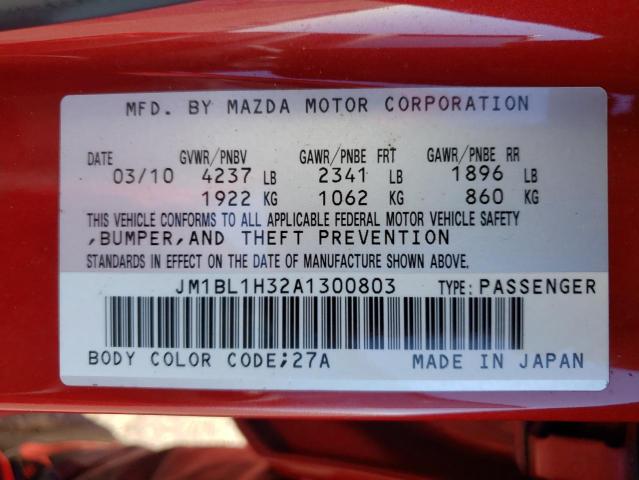 MFD. BY MAZDA MOTOR CORPORATION
DATE GVWR/PNBV GAWR/PNBE FRT GAWR/PNBE RR
03/10 4237 LB 2341 LB 1896 LB
1922 KG 1062 KG 860 KG
THIS VEHICLE CONFORMS TO ALL APPLICABLE FEDERAL MOTOR VEHICLE SAFETY
,BUMPER,AND THEFT PREVENTION
STANDARDS IN EFFECT ON THE DATE OF MANUFACTURE SHOWN ABOVE.
JM1BL1H32A1300803 TYPE: PASSENGER
BODY COLOR CODE;27A MADE IN JAPAN